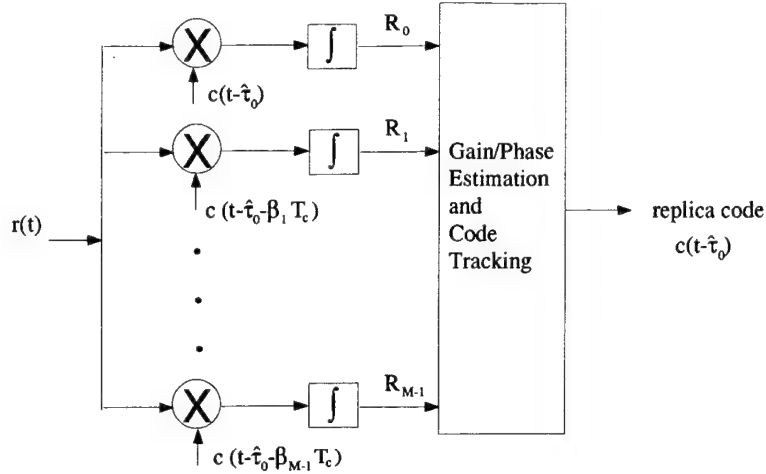 R₀
X
∫
c(t-τ̂₀)
R₁
X
∫
Gain/Phase
Estimation
and
Code
Tracking
c (t-τ̂₀-β₁ T꜀)
r(t)
replica code
c(t-τ̂₀)
R_{M-1}
X
∫
c (t-τ̂₀-β_{M-1} T꜀)